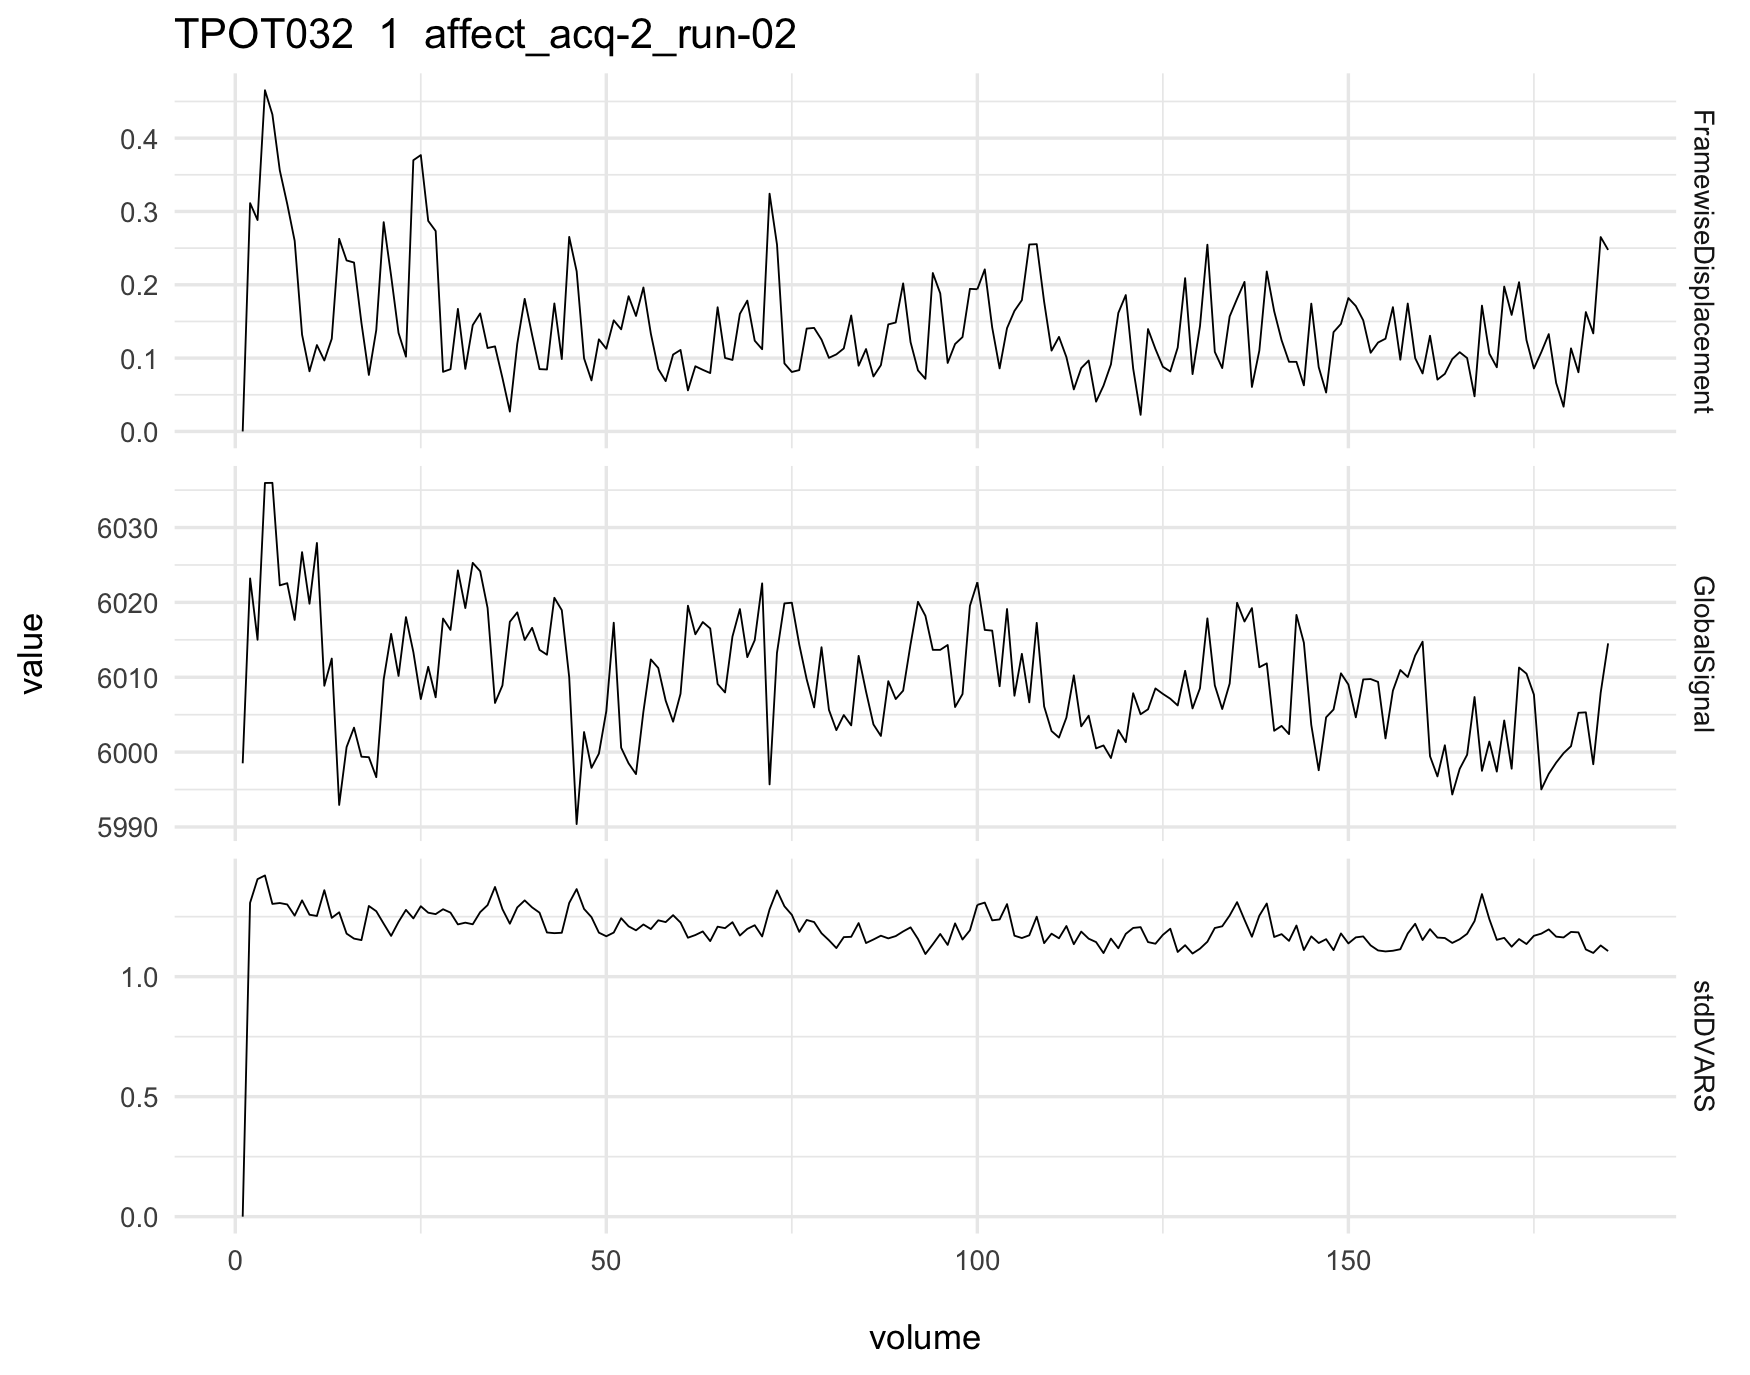 TPOT032  1  affect_acq-2_run-02
value
0.4
0.3
0.2
0.1
0.0
FramewiseDisplacement
6030
6020
6010
6000
5990
GlobalSignal
1.0
0.5
0.0
stdDVARS
0 50 100 150
volume